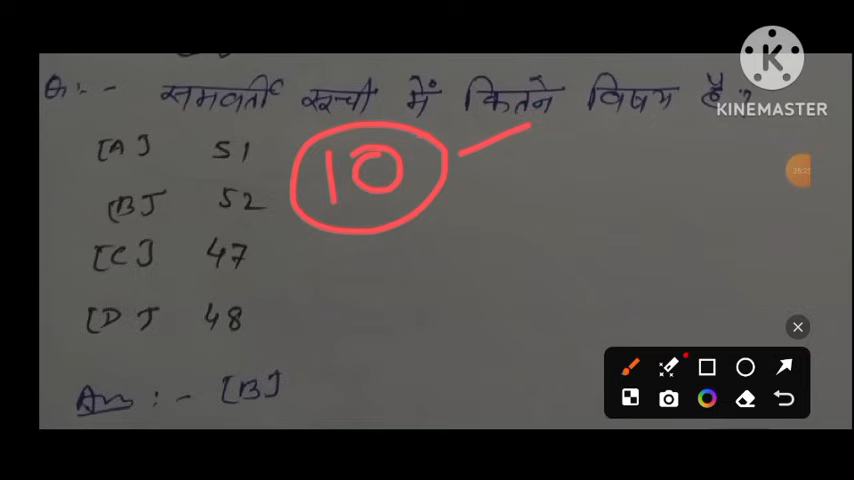 Q:- समवर्ती सूची में कितने विषय है?
KINEMASTER
[A] 51
10
[B] 52
[C] 47
[D] 48
Ans :- [B]